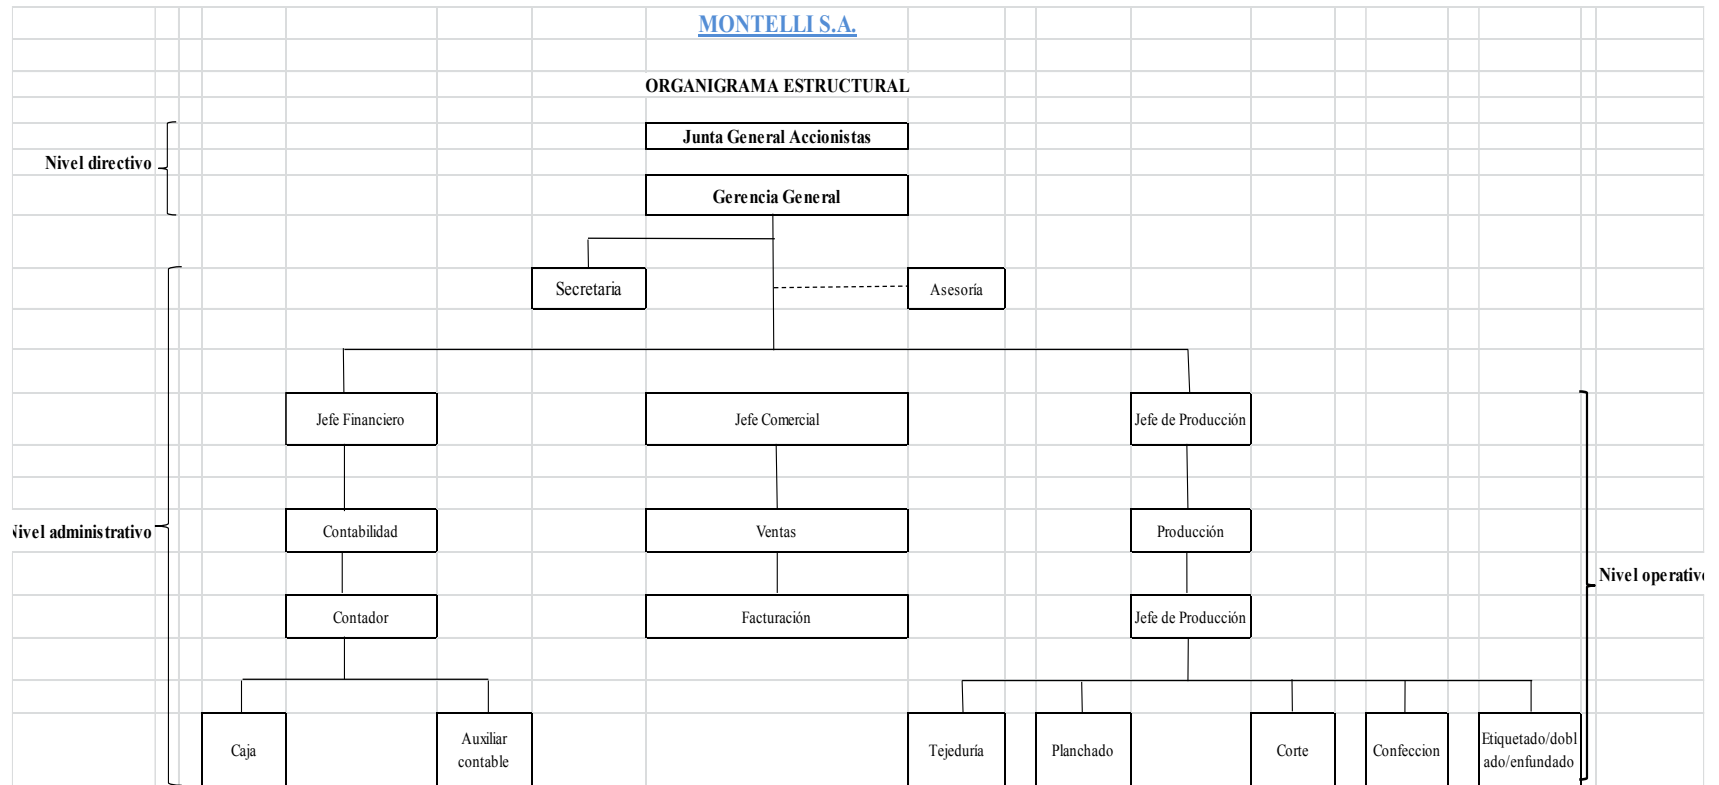 MONTELLI S.A.
ORGANIGRAMA ESTRUCTURAL
Junta General Accionistas
Nivel directivo
Gerencia General
Secretaria
Asesoría
Jefe Financiero
Jefe Comercial
Jefe de Producción
Nivel administrativo
Contabilidad
Ventas
Producción
Nivel operativo
Contador
Facturación
Jefe de Producción
Caja
Auxiliar
contable
Tejeduría
Planchado
Corte
Confeccion
Etiquetado/dobl
ado/enfundado